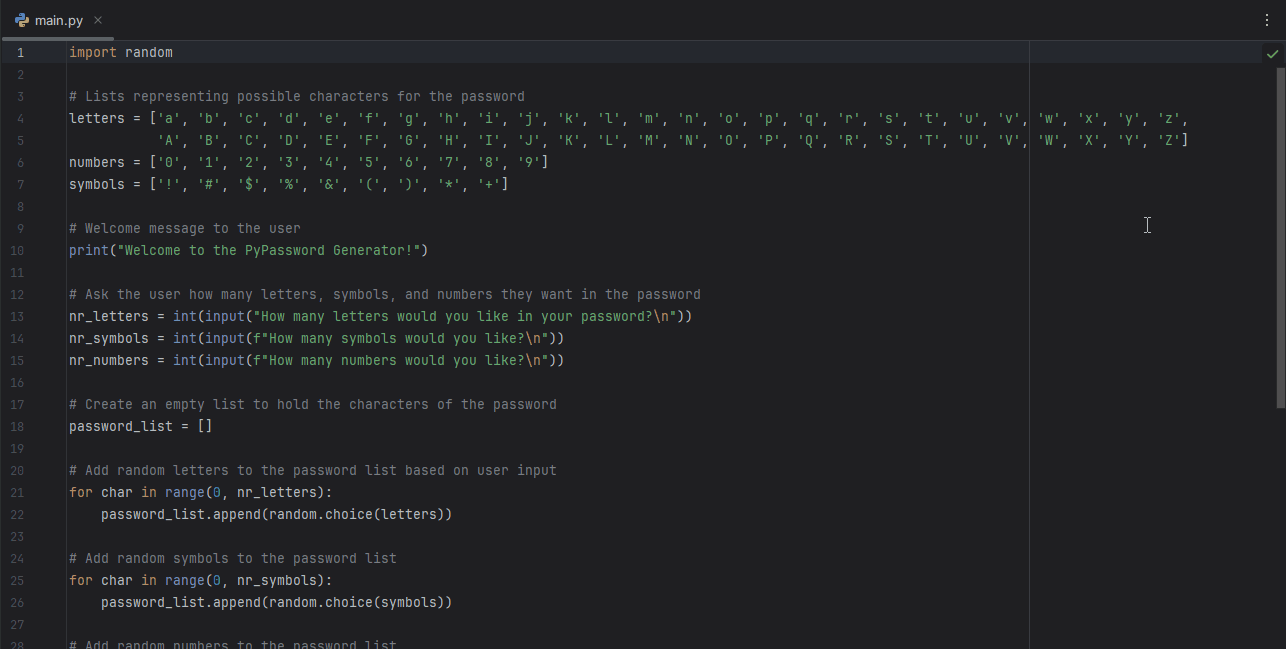 main.py
1 import random
2
3 # Lists representing possible characters for the password
4 letters = ['a', 'b', 'c', 'd', 'e', 'f', 'g', 'h', 'i', 'j', 'k', 'l', 'm', 'n', 'o', 'p', 'q', 'r', 's', 't', 'u', 'v', 'w', 'x', 'y', 'z',
5 'A', 'B', 'C', 'D', 'E', 'F', 'G', 'H', 'I', 'J', 'K', 'L', 'M', 'N', 'O', 'P', 'Q', 'R', 'S', 'T', 'U', 'V', 'W', 'X', 'Y', 'Z']
6 numbers = ['0', '1', '2', '3', '4', '5', '6', '7', '8', '9']
7 symbols = ['!', '#', '$', '%', '&', '(', ')', '*', '+']
8
9 # Welcome message to the user
10 print("Welcome to the PyPassword Generator!")
11
12 # Ask the user how many letters, symbols, and numbers they want in the password
13 nr_letters = int(input("How many letters would you like in your password?\n"))
14 nr_symbols = int(input(f"How many symbols would you like?\n"))
15 nr_numbers = int(input(f"How many numbers would you like?\n"))
16
17 # Create an empty list to hold the characters of the password
18 password_list = []
19
20 # Add random letters to the password list based on user input
21 for char in range(0, nr_letters):
22 password_list.append(random.choice(letters))
23
24 # Add random symbols to the password list
25 for char in range(0, nr_symbols):
26 password_list.append(random.choice(symbols))
27
28 # Add random numbers to the password list